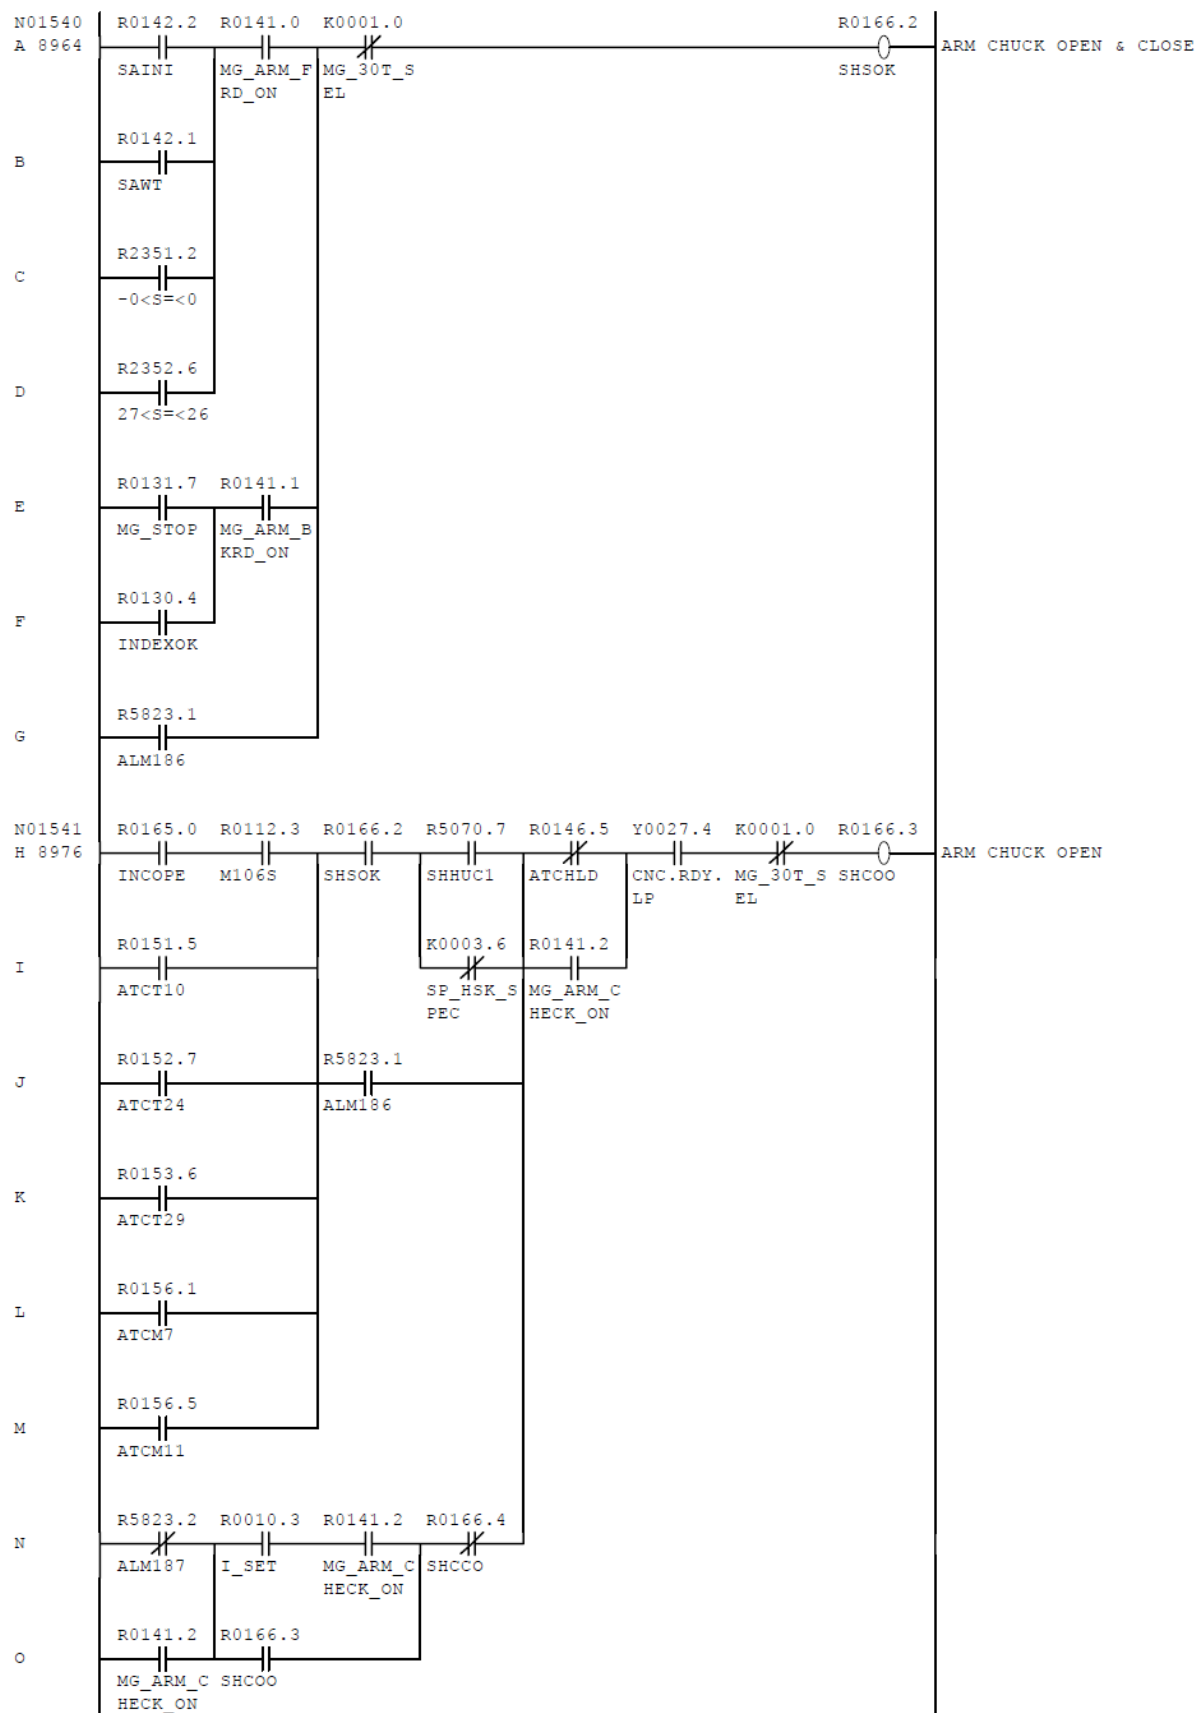 N01540 R0142.2 R0141.0 K0001.0 R0166.2
A 8964 ARM CHUCK OPEN & CLOSE
SAINI MG_ARM_F MG_30T_S SHSOK
RD_ON EL
R0142.1
B
SAWT
R2351.2
C
-0<S=<0
R2352.6
D
27<S=<26
R0131.7 R0141.1
E
MG_STOP MG_ARM_B
KRD_ON
R0130.4
F
INDEXOK
R5823.1
G
ALM186
N01541 R0165.0 R0112.3 R0166.2 R5070.7 R0146.5 Y0027.4 K0001.0 R0166.3
H 8976 ARM CHUCK OPEN
INCOPE M106S SHSOK SHHUC1 ATCHLD CNC.RDY. MG_30T_S SHCOO
LP EL
R0151.5 K0003.6 R0141.2
I
ATCT10 SP_HSK_S MG_ARM_C
PEC HECK_ON
R0152.7 R5823.1
J
ATCT24 ALM186
R0153.6
K
ATCT29
R0156.1
L
ATCM7
R0156.5
M
ATCM11
R5823.2 R0010.3 R0141.2 R0166.4
N
ALM187 I_SET MG_ARM_C SHCCO
HECK_ON
R0141.2 R0166.3
O
MG_ARM_C SHCOO
HECK_ON